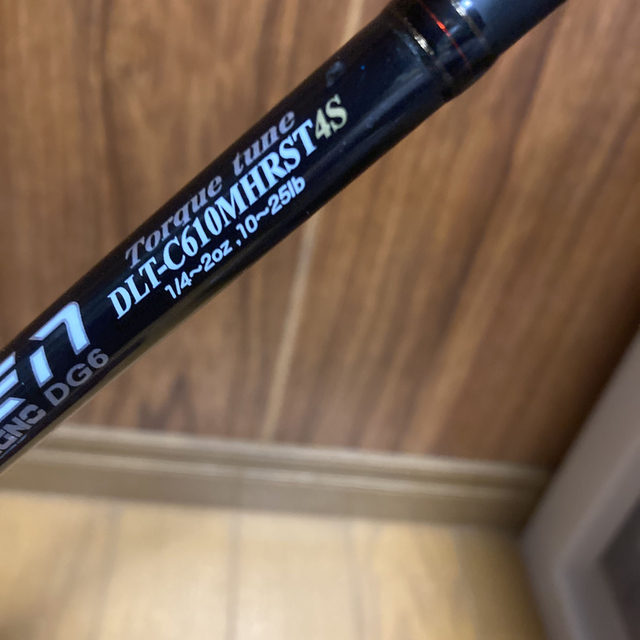 Torque tune
DLT-C610MHRST4S
1/4~2oz ,10~25lb
DG6